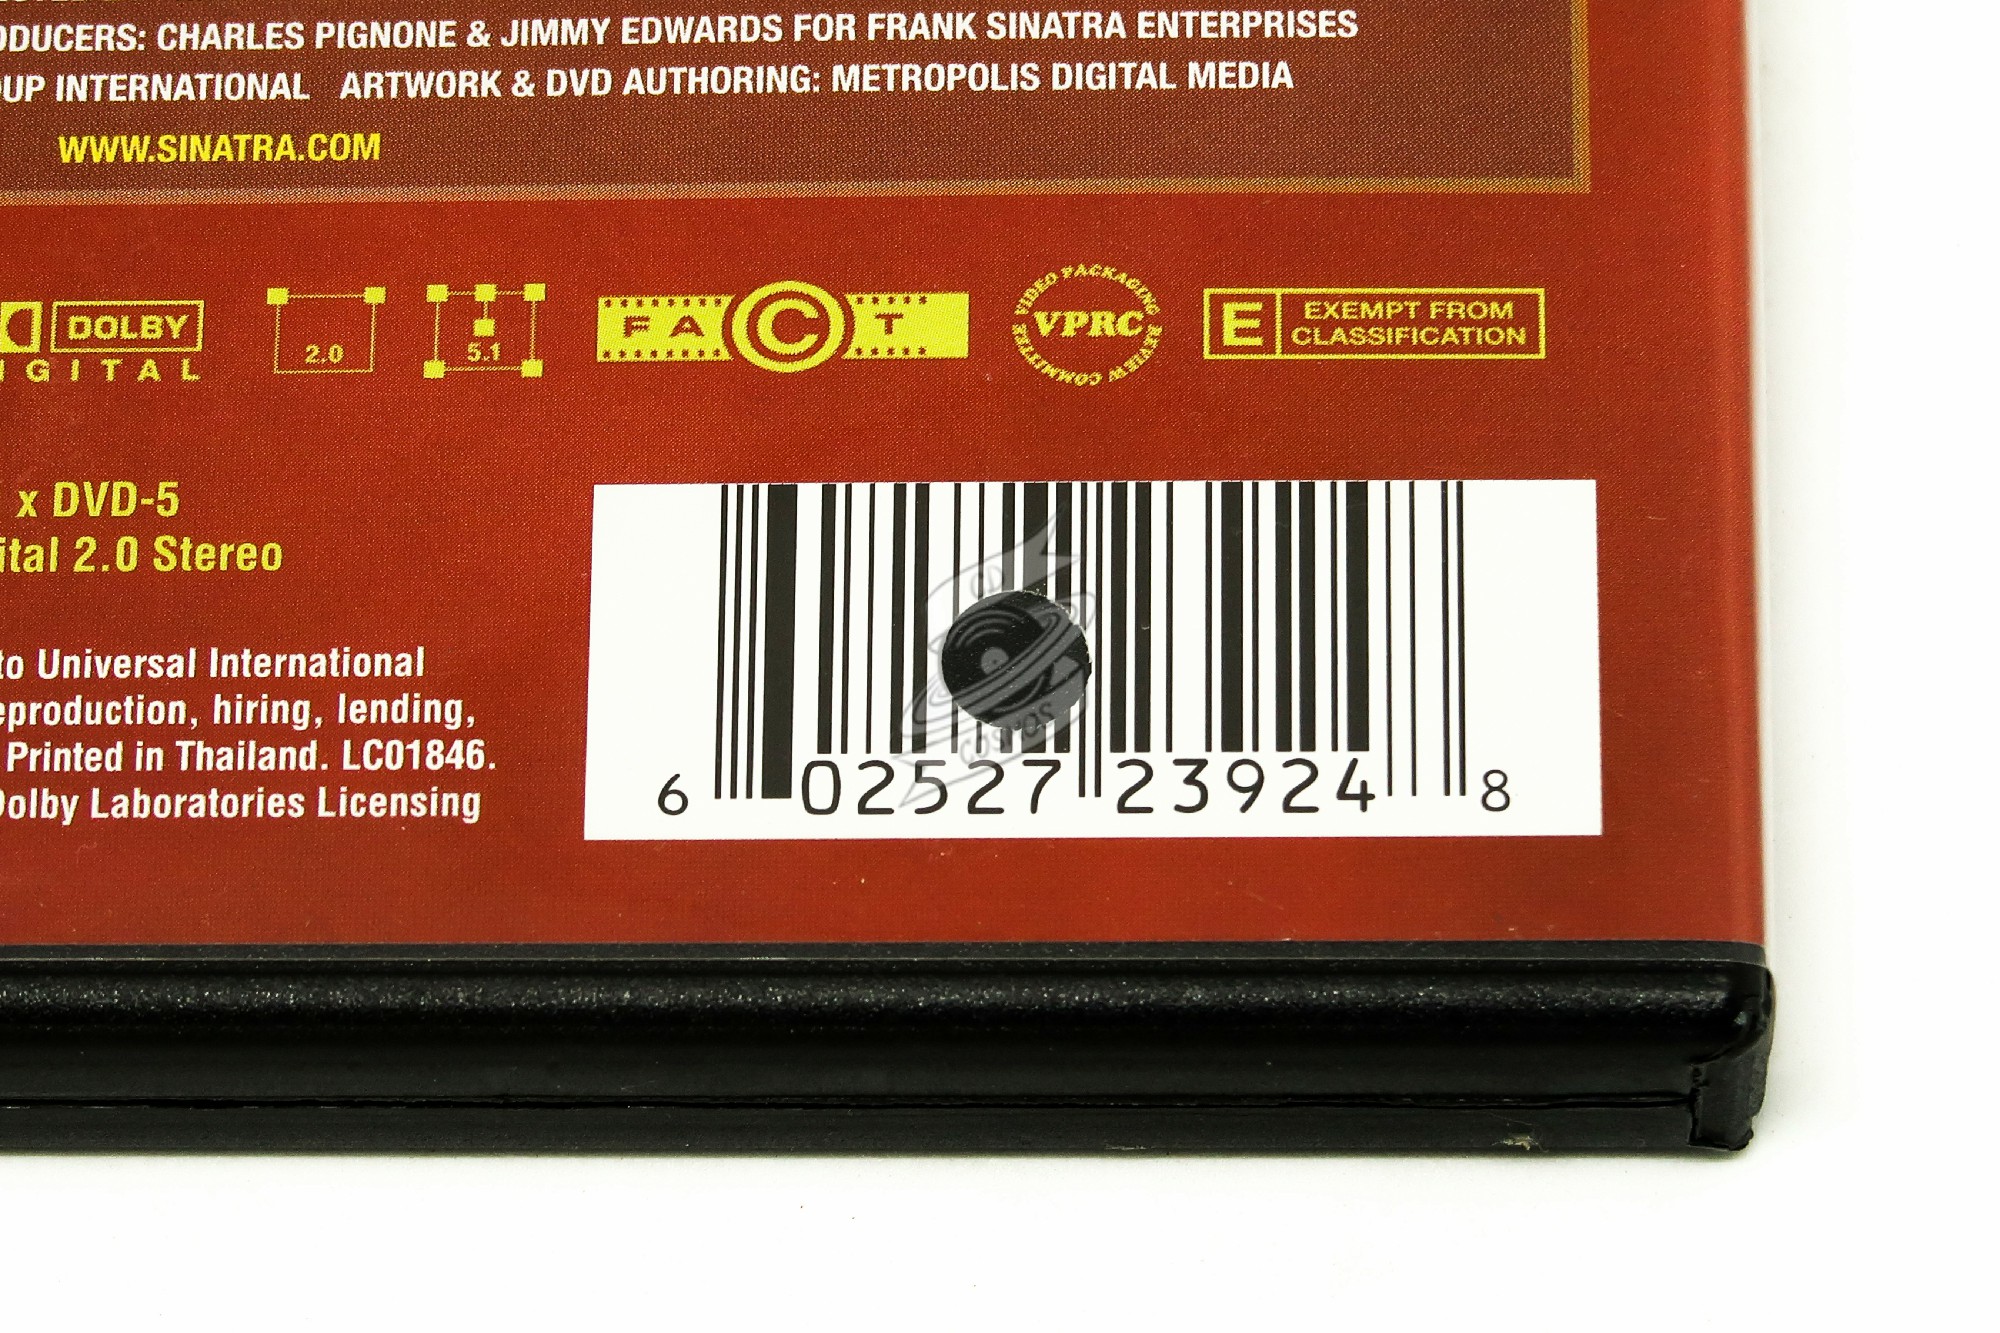 ODUCERS: CHARLES PIGNONE & JIMMY EDWARDS FOR FRANK SINATRA ENTERPRISES
OUP INTERNATIONAL ARTWORK & DVD AUTHORING: METROPOLIS DIGITAL MEDIA
WWW.SINATRA.COM
DOLBY
IGITAL
2.0
5.1
FACT
VIDEO PACKAGING REVIEW COMMITTEE
VPRC
E EXEMPT FROM
CLASSIFICATION
x DVD-5
ital 2.0 Stereo
to Universal International
eproduction, hiring, lending,
Printed in Thailand. LC01846.
Dolby Laboratories Licensing
CD
COSMOS
6 02527 23924 8